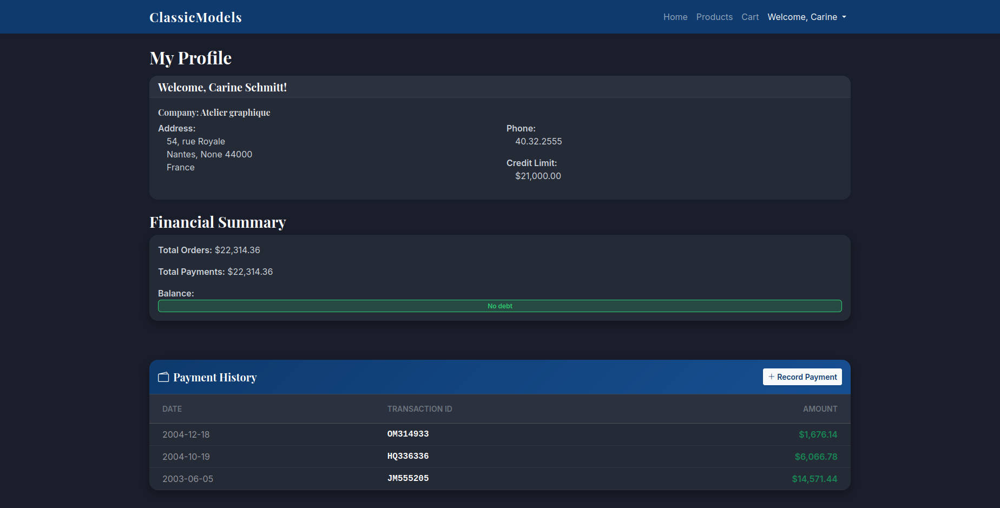 ClassicModels
Home Products Cart Welcome, Carine
My Profile
Welcome, Carine Schmitt!
Company: Atelier graphique
Address:
54, rue Royale
Nantes, None 44000
France
Phone:
40.32.2555
Credit Limit:
$21,000.00
Financial Summary
Total Orders: $22,314.36
Total Payments: $22,314.36
Balance:
No debt
Payment History
+ Record Payment
DATE TRANSACTION ID AMOUNT
2004-12-18 OM314933 $1,676.14
2004-10-19 HQ336336 $6,066.78
2003-06-05 JM555205 $14,571.44